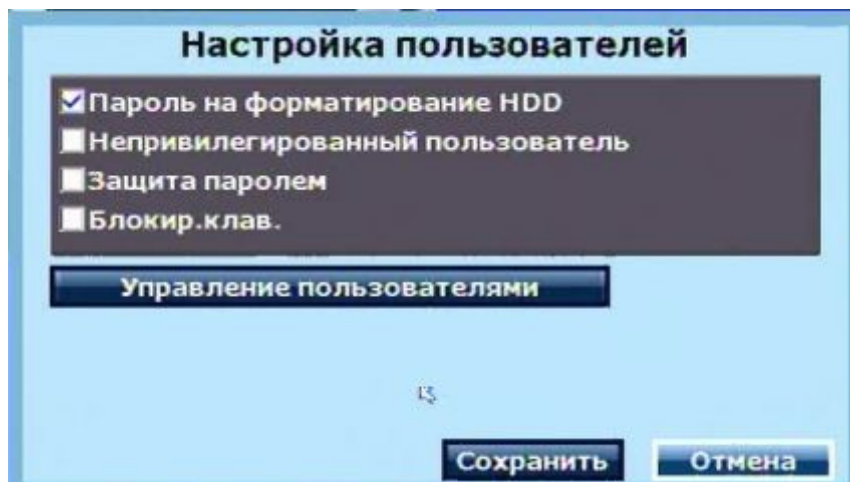 Настройка пользователей
Пароль на форматирование HDD
Непривилегированный пользователь
Защита паролем
Блокир.клав.
Управление пользователями
Сохранить
Отмена